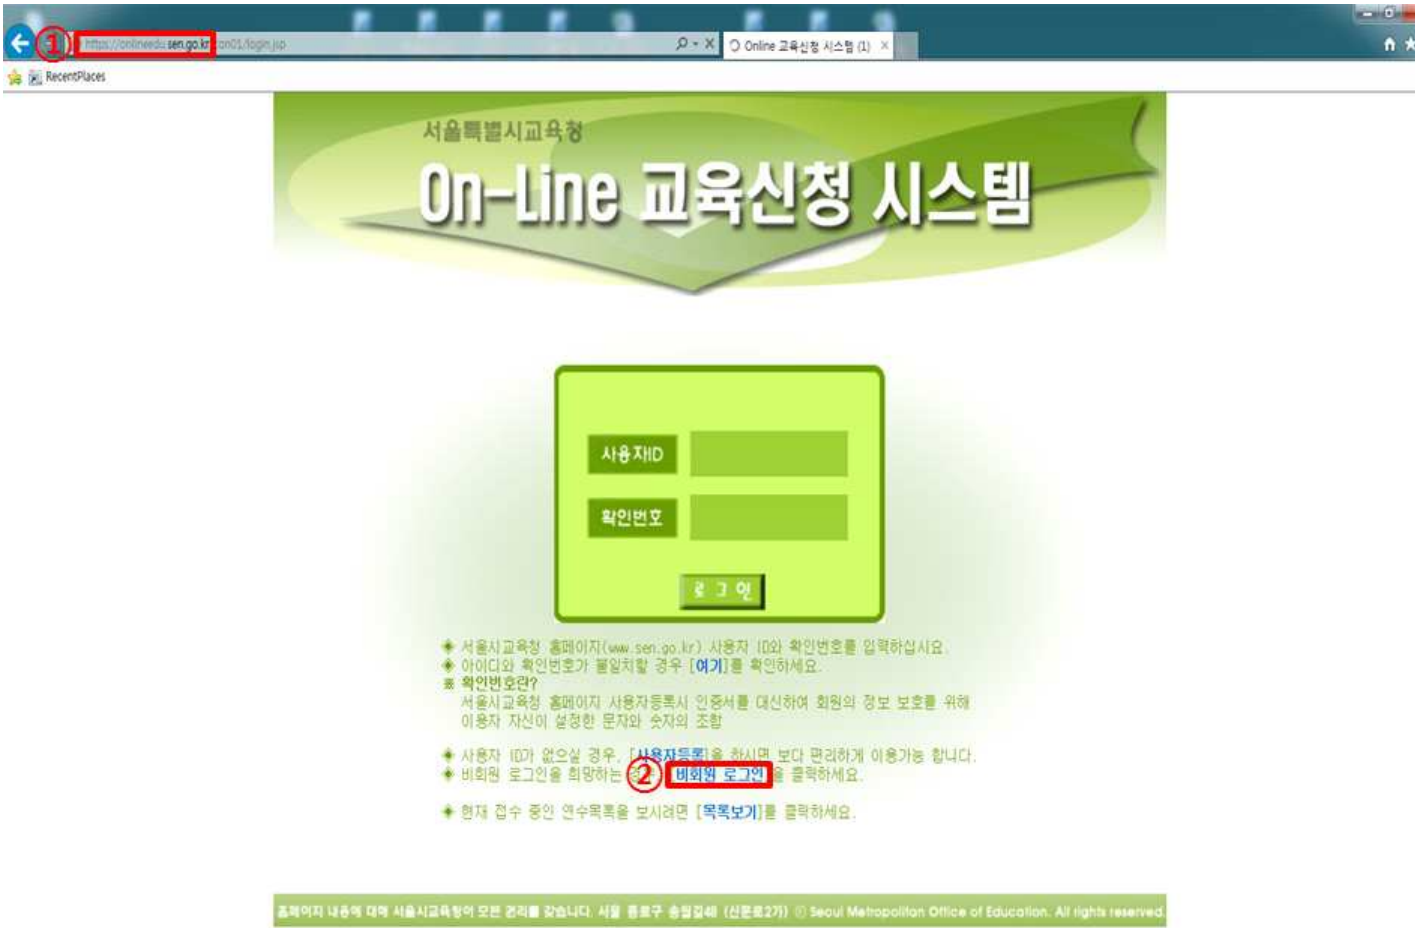 ① https://onlineedu.sen.go.kr/con01/login.jsp
Online 교육신청 시스템 (1)
RecentPlaces
서울특별시교육청
On-Line 교육신청 시스템
사용자ID
확인번호
로그인
◈ 서울시교육청 홈페이지(www.sen.go.kr) 사용자 ID와 확인번호를 입력하십시요.
◈ 아이디와 확인번호가 불일치할 경우 [여기]를 확인하세요.
※ 확인번호란?
서울시교육청 홈페이지 사용자등록시 인증서를 대신하여 회원의 정보 보호를 위해
이용자 자신이 설정한 문자와 숫자의 조합
◈ 사용자 ID가 없으실 경우, [사용자등록]을 하시면 보다 편리하게 이용가능 합니다.
◈ 비회원 로그인을 희망하는 경우 ② [비회원 로그인]을 클릭하세요.
◈ 현재 접수 중인 연수목록을 보시려면 [목록보기]를 클릭하세요.
홈페이지 내용에 대해 서울시교육청이 모든 권리를 갖습니다. 서울 종로구 송월길48 (신문로2가) ⓒ Seoul Metropolitan Office of Education. All rights reserved.